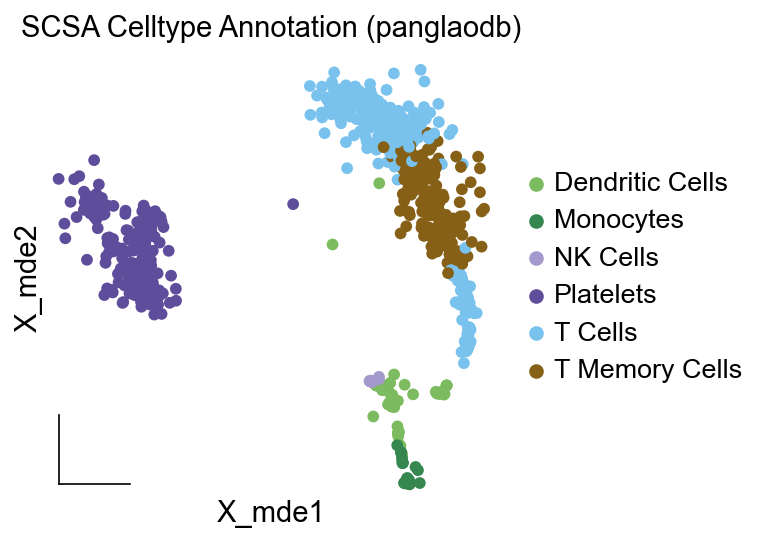 SCSA Celltype Annotation (panglaodb)
X_mde2
Dendritic Cells
Monocytes
NK Cells
Platelets
T Cells
T Memory Cells
X_mde1